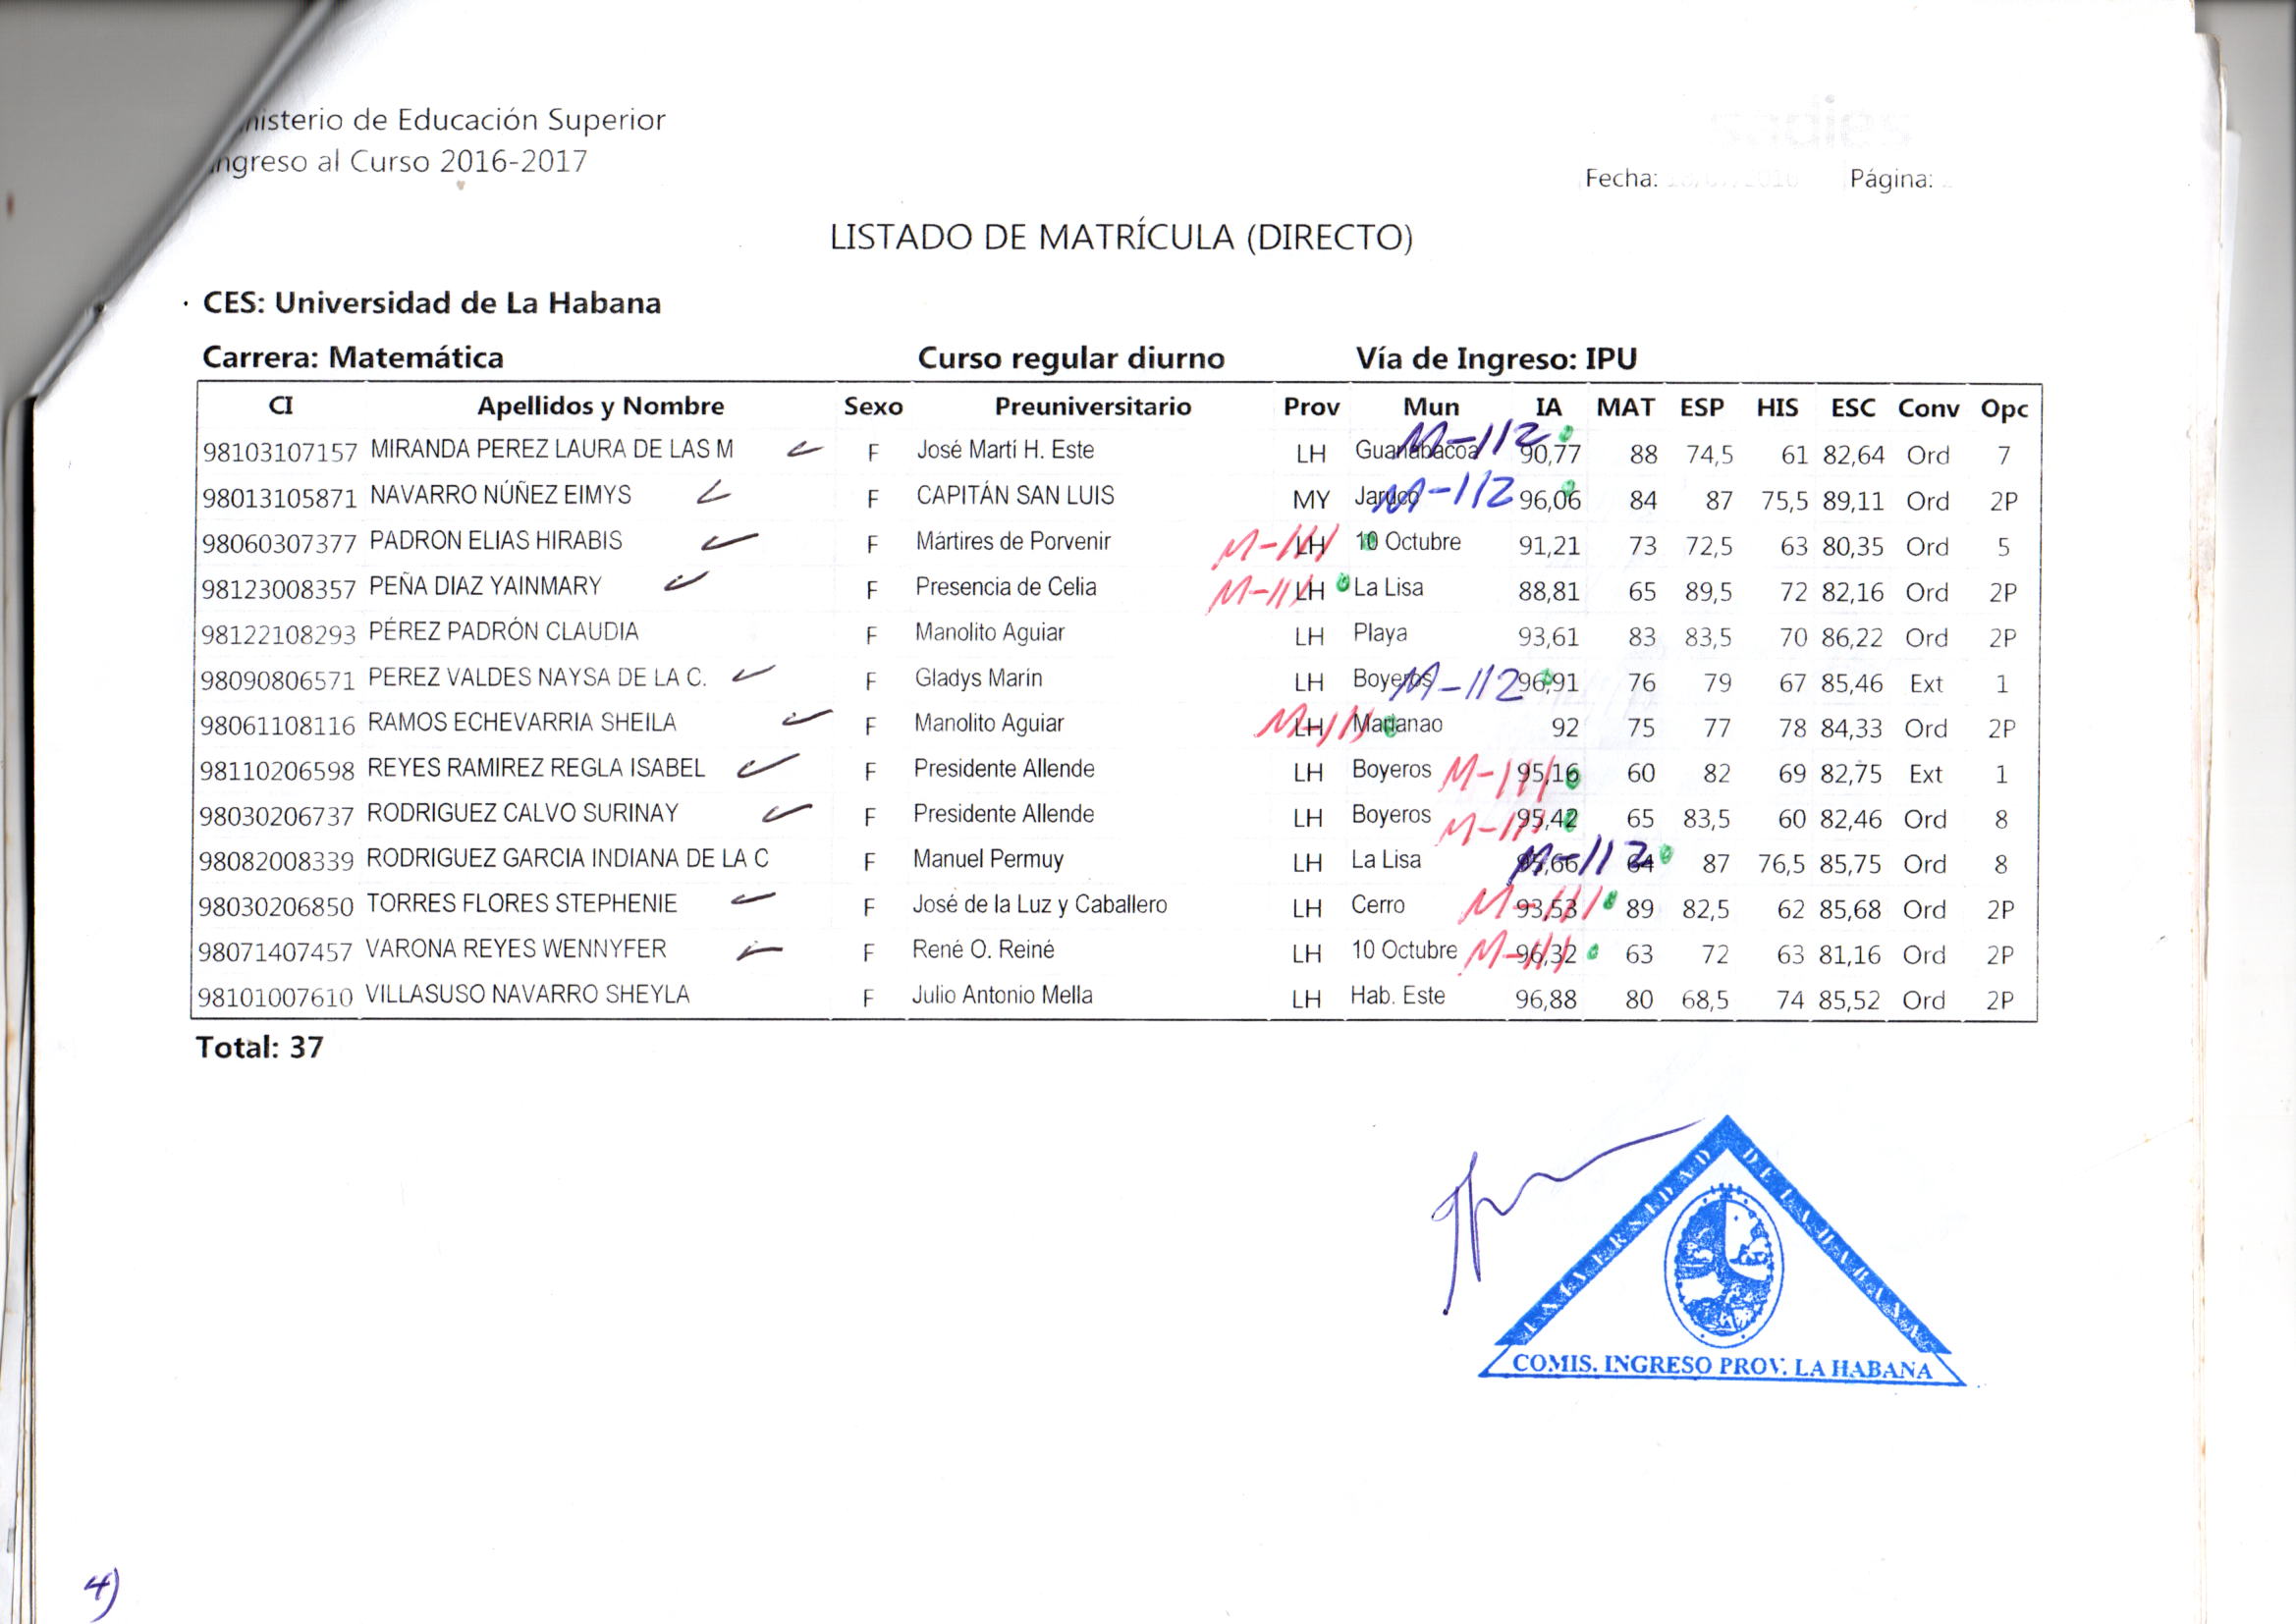 nisterio de Educación Superior
ngreso al Curso 2016-2017
sadies
Fecha: 2016 Página:
LISTADO DE MATRÍCULA (DIRECTO)
CES: Universidad de La Habana
Carrera: Matemática Curso regular diurno Vía de Ingreso: IPU
CI Apellidos y Nombre Sexo Preuniversitario Prov Mun IA MAT ESP HIS ESC Conv Opc
98103107157 MIRANDA PEREZ LAURA DE LAS M F José Martí H. Este LH Guanabacoa M-112 90,77 88 74,5 61 82,64 Ord 7
98013105871 NAVARRO NÚÑEZ EIMYS F CAPITÁN SAN LUIS MY Jaruco M-112 96,06 84 87 75,5 89,11 Ord 2P
98060307377 PADRON ELIAS HIRABIS F Mártires de Porvenir M-111 LH 10 Octubre 91,21 73 72,5 63 80,35 Ord 5
98123008357 PEÑA DIAZ YAINMARY F Presencia de Celia M-111 LH La Lisa 88,81 65 89,5 72 82,16 Ord 2P
98122108293 PÉREZ PADRÓN CLAUDIA F Manolito Aguiar LH Playa 93,61 83 83,5 70 86,22 Ord 2P
98090806571 PEREZ VALDES NAYSA DE LA C. F Gladys Marin LH Boyeros M-112 96,91 76 79 67 85,46 Ext 1
98061108116 RAMOS ECHEVARRIA SHEILA F Manolito Aguiar M-111 LH Marianao 92 75 77 78 84,33 Ord 2P
98110206598 REYES RAMIREZ REGLA ISABEL F Presidente Allende LH Boyeros M-111 95,16 60 82 69 82,75 Ext 1
98030206737 RODRIGUEZ CALVO SURINAY F Presidente Allende LH Boyeros M-111 95,42 65 83,5 60 82,46 Ord 8
98082008339 RODRIGUEZ GARCIA INDIANA DE LA C F Manuel Permuy LH La Lisa M-112 95,66 64 87 76,5 85,75 Ord 8
98030206850 TORRES FLORES STEPHENIE F José de la Luz y Caballero LH Cerro M-111 93,53 89 82,5 62 85,68 Ord 2P
98071407457 VARONA REYES WENNYFER F René O. Reiné LH 10 Octubre M-111 96,32 63 72 63 81,16 Ord 2P
98101007610 VILLASUSO NAVARRO SHEYLA F Julio Antonio Mella LH Hab. Este 96,88 80 68,5 74 85,52 Ord 2P
Total: 37
UNIVERSIDAD DE LA HABANA
COMIS. INGRESO PROV. LA HABANA
4)